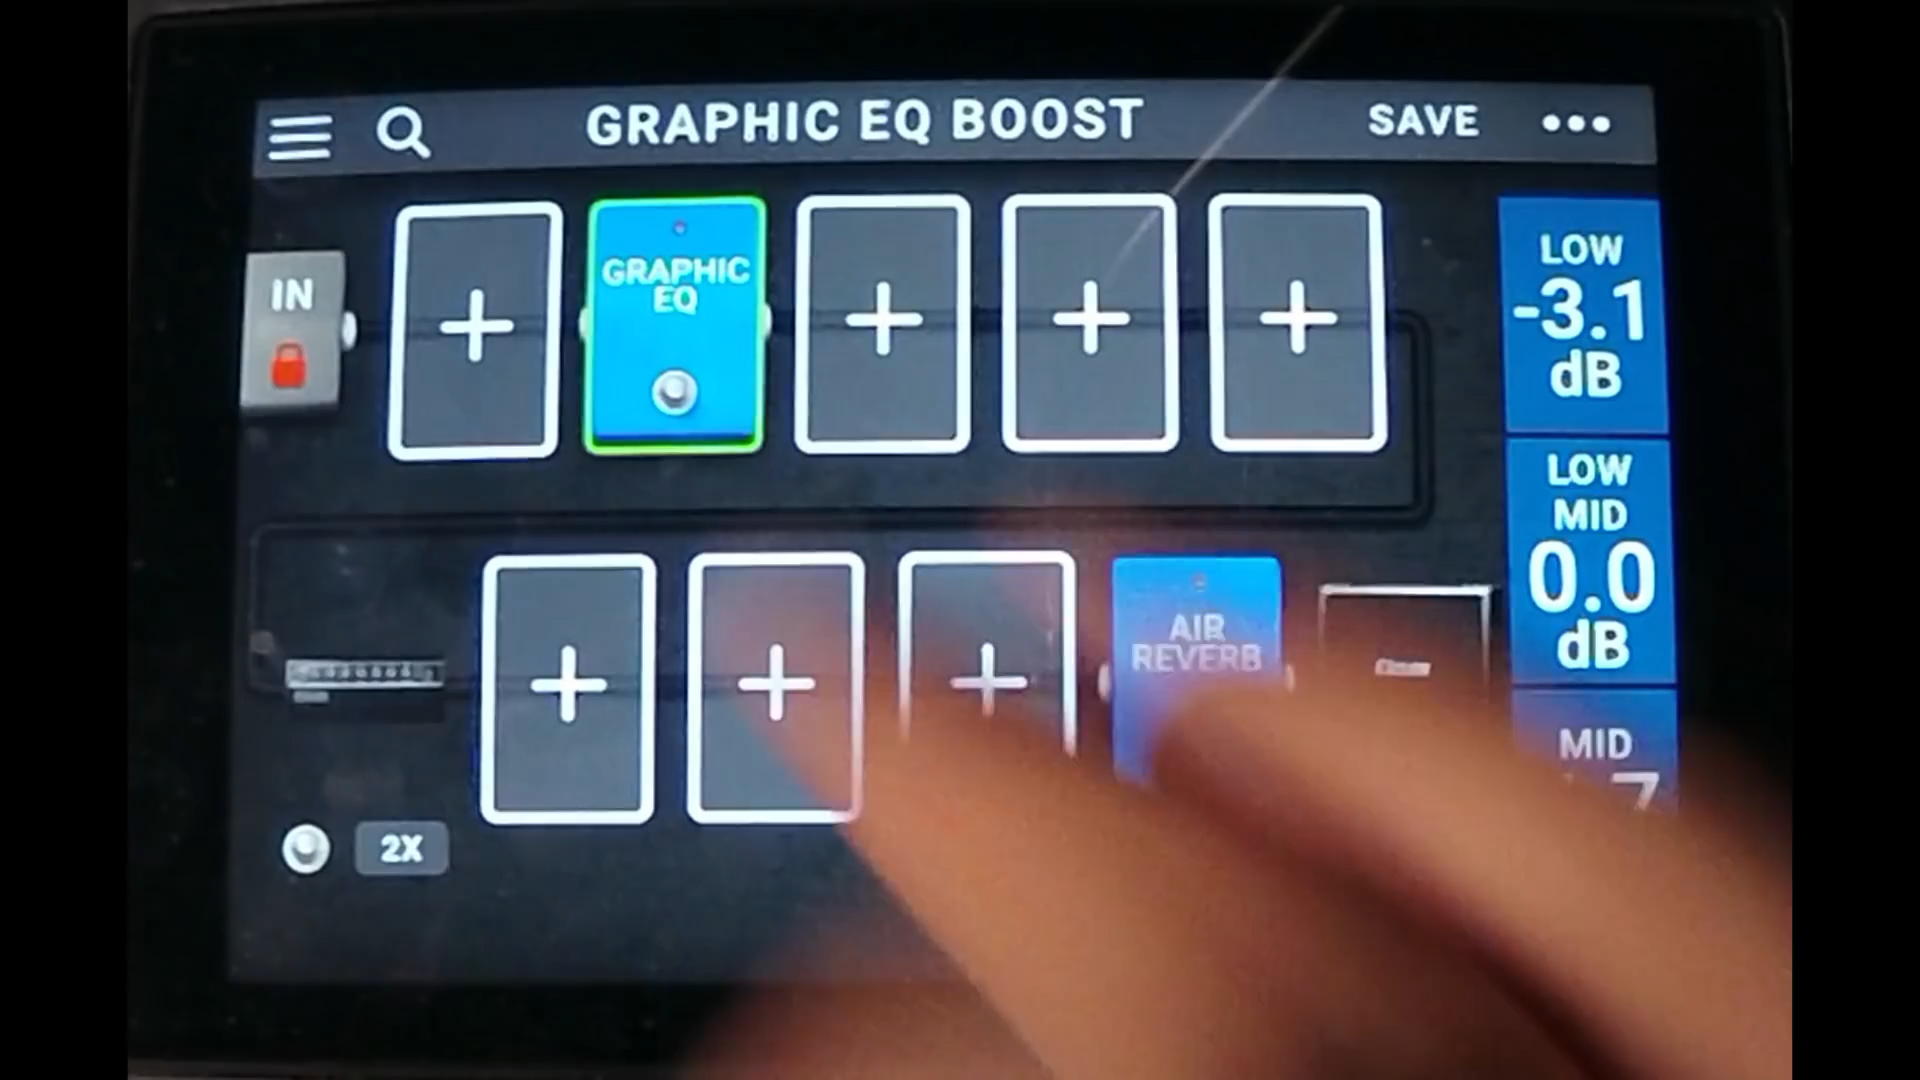 GRAPHIC EQ BOOST
SAVE
IN
GRAPHIC
EQ
LOW
-3.1
dB
LOW
MID
0.0
dB
AIR
REVERB
MID
2X